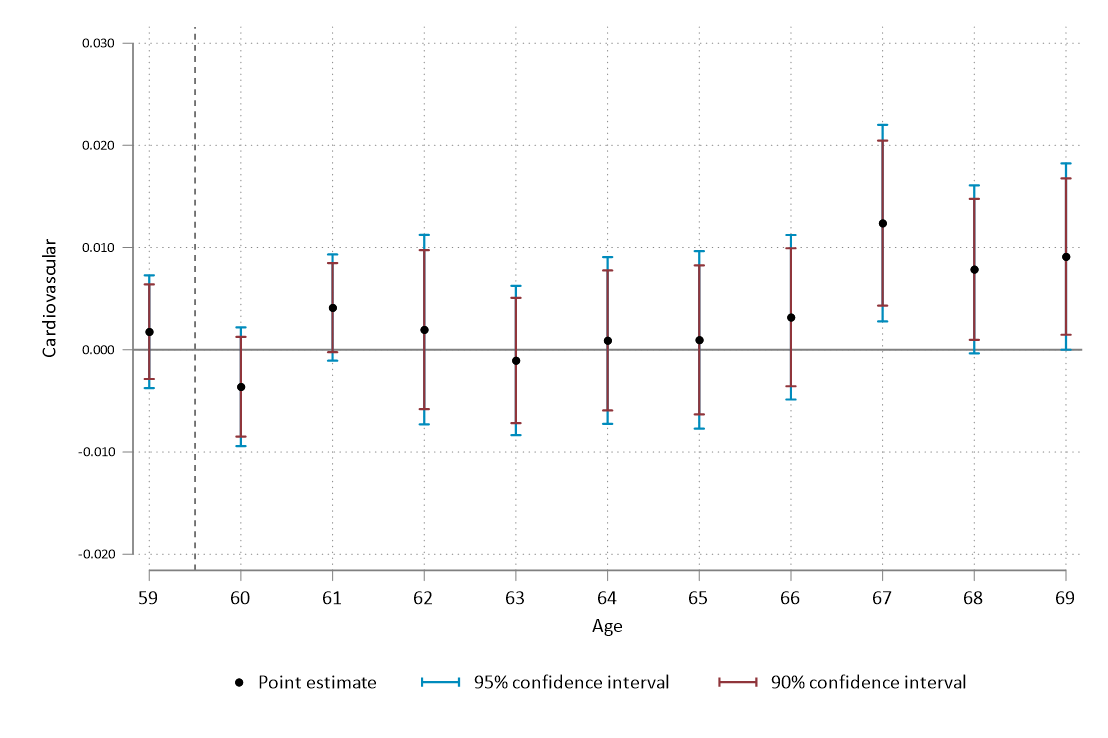 0.030
0.020
0.010
0.000
-0.010
-0.020
Cardiovascular
59 60 61 62 63 64 65 66 67 68 69
Age
Point estimate 95% confidence interval 90% confidence interval